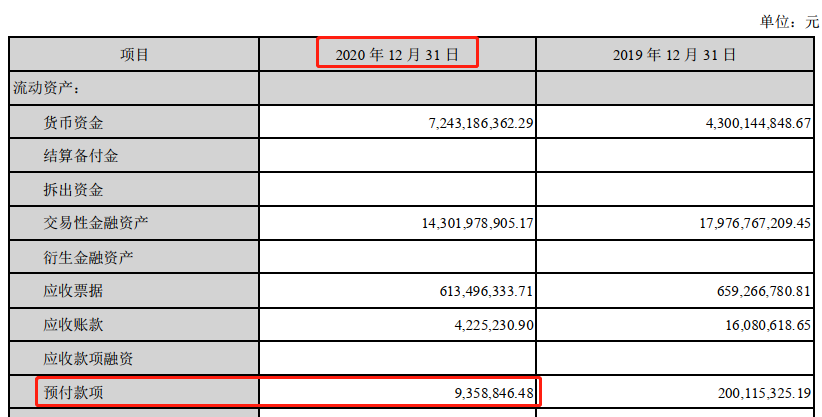 单位：元
项目 2020 年 12 月 31 日 2019 年 12 月 31 日
流动资产：
货币资金 7,243,186,362.29 4,300,144,848.67
结算备付金
拆出资金
交易性金融资产 14,301,978,905.17 17,976,767,209.45
衍生金融资产
应收票据 613,496,333.71 659,266,780.81
应收账款 4,225,230.90 16,080,618.65
应收款项融资
预付款项 9,358,846.48 200,115,325.19